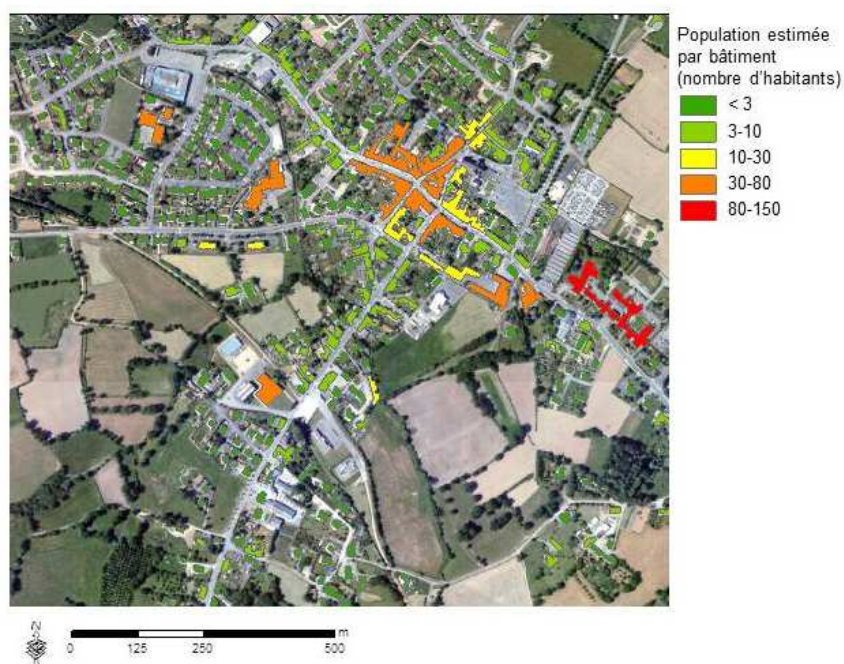 Population estimée
par bâtiment
(nombre d'habitants)
< 3
3-10
10-30
30-80
80-150
N
m
0 125 250 500